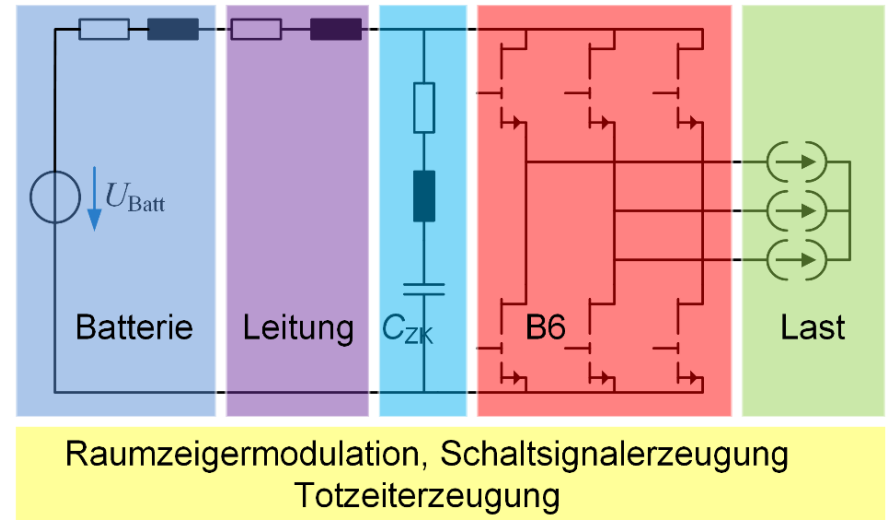 U_Batt
Batterie Leitung C_ZK B6 Last
Raumzeigermodulation, Schaltsignalerzeugung
Totzeiterzeugung